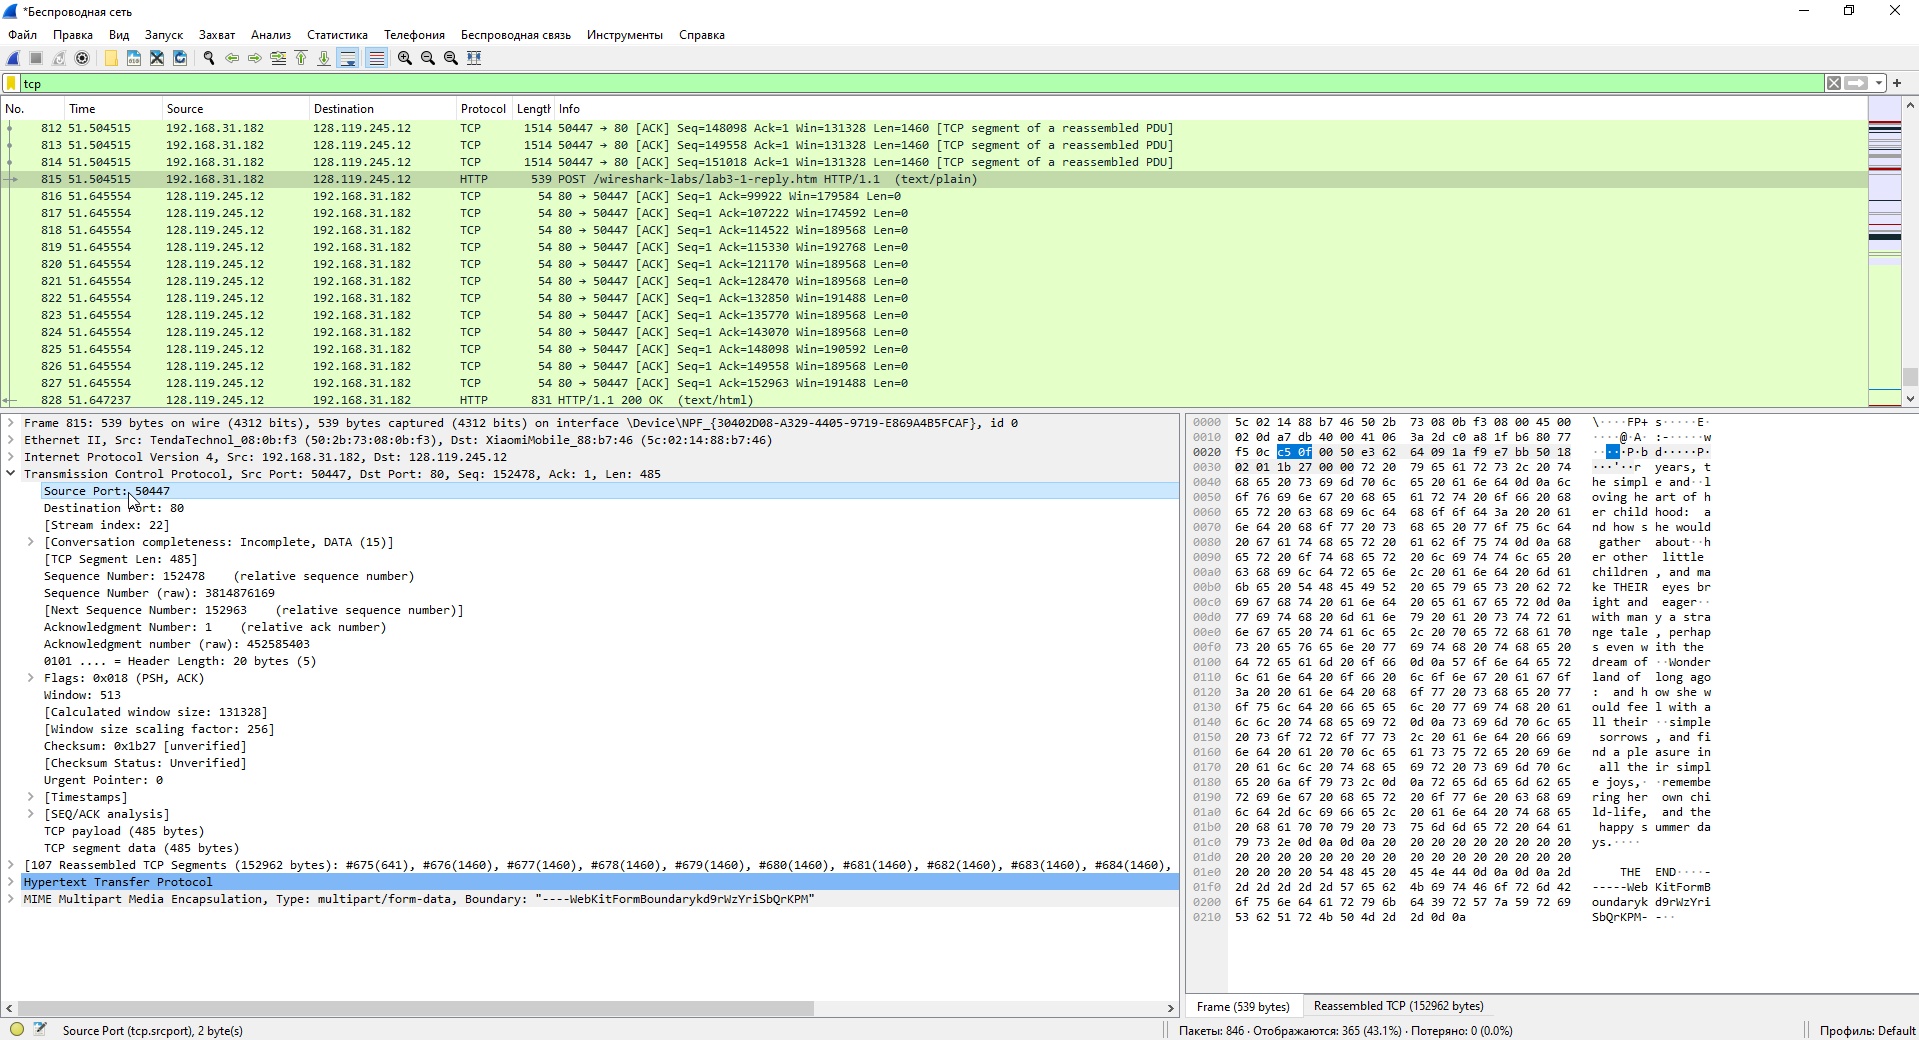 *Беспроводная сеть
Файл Правка Вид Запуск Захват Анализ Статистика Телефония Беспроводная связь Инструменты Справка
tcp
No. Time Source Destination Protocol Length Info
812 51.504515 192.168.31.182 128.119.245.12 TCP 1514 50447 → 80 [ACK] Seq=148098 Ack=1 Win=131328 Len=1460 [TCP segment of a reassembled PDU]
813 51.504515 192.168.31.182 128.119.245.12 TCP 1514 50447 → 80 [ACK] Seq=149558 Ack=1 Win=131328 Len=1460 [TCP segment of a reassembled PDU]
814 51.504515 192.168.31.182 128.119.245.12 TCP 1514 50447 → 80 [ACK] Seq=151018 Ack=1 Win=131328 Len=1460 [TCP segment of a reassembled PDU]
815 51.504515 192.168.31.182 128.119.245.12 HTTP 539 POST /wireshark-labs/lab3-1-reply.htm HTTP/1.1 (text/plain)
816 51.645554 128.119.245.12 192.168.31.182 TCP 54 80 → 50447 [ACK] Seq=1 Ack=99922 Win=179584 Len=0
817 51.645554 128.119.245.12 192.168.31.182 TCP 54 80 → 50447 [ACK] Seq=1 Ack=107222 Win=174592 Len=0
818 51.645554 128.119.245.12 192.168.31.182 TCP 54 80 → 50447 [ACK] Seq=1 Ack=114522 Win=189568 Len=0
819 51.645554 128.119.245.12 192.168.31.182 TCP 54 80 → 50447 [ACK] Seq=1 Ack=115330 Win=192768 Len=0
820 51.645554 128.119.245.12 192.168.31.182 TCP 54 80 → 50447 [ACK] Seq=1 Ack=121170 Win=189568 Len=0
821 51.645554 128.119.245.12 192.168.31.182 TCP 54 80 → 50447 [ACK] Seq=1 Ack=128470 Win=189568 Len=0
822 51.645554 128.119.245.12 192.168.31.182 TCP 54 80 → 50447 [ACK] Seq=1 Ack=132850 Win=191488 Len=0
823 51.645554 128.119.245.12 192.168.31.182 TCP 54 80 → 50447 [ACK] Seq=1 Ack=135770 Win=189568 Len=0
824 51.645554 128.119.245.12 192.168.31.182 TCP 54 80 → 50447 [ACK] Seq=1 Ack=143070 Win=189568 Len=0
825 51.645554 128.119.245.12 192.168.31.182 TCP 54 80 → 50447 [ACK] Seq=1 Ack=148098 Win=190592 Len=0
826 51.645554 128.119.245.12 192.168.31.182 TCP 54 80 → 50447 [ACK] Seq=1 Ack=149558 Win=189568 Len=0
827 51.645554 128.119.245.12 192.168.31.182 TCP 54 80 → 50447 [ACK] Seq=1 Ack=152963 Win=191488 Len=0
828 51.647237 128.119.245.12 192.168.31.182 HTTP 831 HTTP/1.1 200 OK (text/html)
Frame 815: 539 bytes on wire (4312 bits), 539 bytes captured (4312 bits) on interface \Device\NPF_{30402D08-A329-4405-9719-E869A4B5FCAF}, id 0
Ethernet II, Src: TendaTechnol_08:0b:f3 (50:2b:73:08:0b:f3), Dst: XiaomiMobile_88:b7:46 (5c:02:14:88:b7:46)
Internet Protocol Version 4, Src: 192.168.31.182, Dst: 128.119.245.12
Transmission Control Protocol, Src Port: 50447, Dst Port: 80, Seq: 152478, Ack: 1, Len: 485
Source Port: 50447
Destination Port: 80
[Stream index: 22]
[Conversation completeness: Incomplete, DATA (15)]
[TCP Segment Len: 485]
Sequence Number: 152478 (relative sequence number)
Sequence Number (raw): 3814876169
[Next Sequence Number: 152963 (relative sequence number)]
Acknowledgment Number: 1 (relative ack number)
Acknowledgment number (raw): 452585403
0101 .... = Header Length: 20 bytes (5)
Flags: 0x018 (PSH, ACK)
Window: 513
[Calculated window size: 131328]
[Window size scaling factor: 256]
Checksum: 0x1b27 [unverified]
[Checksum Status: Unverified]
Urgent Pointer: 0
[Timestamps]
[SEQ/ACK analysis]
TCP payload (485 bytes)
TCP segment data (485 bytes)
[107 Reassembled TCP Segments (152962 bytes): #675(641), #676(1460), #677(1460), #678(1460), #679(1460), #680(1460), #681(1460), #682(1460), #683(1460), #684(1460),
Hypertext Transfer Protocol
MIME Multipart Media Encapsulation, Type: multipart/form-data, Boundary: "----WebKitFormBoundarykd9rWzYriSbQrKPM"
0000 5c 02 14 88 b7 46 50 2b 73 08 0b f3 08 00 45 00 \····FP+ s·····E·
0010 02 0d a7 db 40 00 41 06 3a 2d c0 a8 1f b6 80 77 ····@·A· :-·····w
0020 f5 0c c5 0f 00 50 e3 62 64 09 1a f9 e7 bb 50 18 ·····P·b d·····P·
0030 02 01 1b 27 00 00 72 20 79 65 61 72 73 2c 20 74 ···'··r years, t
0040 68 65 20 73 69 6d 70 6c 65 20 61 6e 64 20 6c he simpl e and··l
0050 6f 76 69 6e 67 20 68 65 61 72 74 20 6f 66 20 68 oving he art of h
0060 65 72 20 63 68 69 6c 64 68 6f 6f 64 3a 20 20 61 er child hood: a
0070 6e 64 20 68 6f 77 20 73 68 65 20 77 6f 75 6c 64 nd how s he would
0080 20 67 61 74 68 65 72 20 61 62 6f 75 74 0d 0a 68 gather about··h
0090 65 72 20 6f 74 68 65 72 20 6c 69 74 74 6c 65 20 er other little
00a0 63 68 69 6c 64 72 65 6e 2c 20 61 6e 64 20 6d 61 children , and ma
00b0 6b 65 20 54 48 45 49 52 20 65 79 65 73 20 62 72 ke THEIR eyes br
00c0 69 67 68 74 20 61 6e 64 20 65 61 67 65 72 0d 0a ight and eager··
00d0 77 69 74 68 20 6d 61 6e 79 20 61 20 73 74 72 61 with man y a stra
00e0 6e 67 65 20 74 61 6c 65 2c 20 70 65 72 68 61 70 nge tale , perhap
00f0 73 20 65 76 65 6e 20 77 69 74 68 20 74 68 65 20 s even w ith the
0100 64 72 65 61 6d 20 6f 66 0d 0a 57 6f 6e 64 65 72 dream of ··Wonder
0110 6c 61 6e 64 20 6f 66 20 6c 6f 6e 67 20 61 67 6f land of long ago
0120 3a 20 20 61 6e 64 20 68 6f 77 20 73 68 65 20 77 : and h ow she w
0130 6f 75 6c 64 20 66 65 65 6c 20 77 69 74 68 20 61 ould fee l with a
0140 6c 6c 20 74 68 65 69 72 0d 0a 73 69 6d 70 6c 65 ll their ··simple
0150 20 73 6f 72 72 6f 77 73 2c 20 61 6e 64 20 66 69 sorrows , and fi
0160 6e 64 20 61 20 70 6c 65 61 73 75 72 65 20 69 6e nd a ple asure in
0170 20 61 6c 6c 20 74 68 65 69 72 20 73 69 6d 70 6c all the ir simpl
0180 65 20 6a 6f 79 73 2c 0d 0a 72 65 6d 65 6d 62 65 e joys,· ·remembe
0190 72 69 6e 67 20 68 65 72 20 6f 77 6e 20 63 68 69 ring her own chi
01a0 6c 64 2d 6c 69 66 65 2c 20 61 6e 64 20 74 68 65 ld-life, and the
01b0 20 68 61 70 70 79 20 73 75 6d 6d 65 72 20 64 61 happy s ummer da
01c0 79 73 2e 0d 0a 0d 0a 20 20 20 20 20 20 20 20 20 ys.····
01d0 20 20 20 20 20 20 20 20 20 20 20 20 20 20 20 20
01e0 20 20 20 20 54 48 45 20 45 4e 44 0d 0a 0d 0a 2d THE END····-
01f0 2d 2d 2d 2d 2d 57 65 62 4b 69 74 46 6f 72 6d 42 -----Web KitFormB
0200 6f 75 6e 64 61 72 79 6b 64 39 72 57 7a 59 72 69 oundaryk d9rWzYri
0210 53 62 51 72 4b 50 4d 2d 2d 0d 0a SbQrKPM- -··
Frame (539 bytes) Reassembled TCP (152962 bytes)
Source Port (tcp.srcport), 2 byte(s) Пакеты: 846 · Отображаются: 365 (43.1%) · Потеряно: 0 (0.0%) Профиль: Default